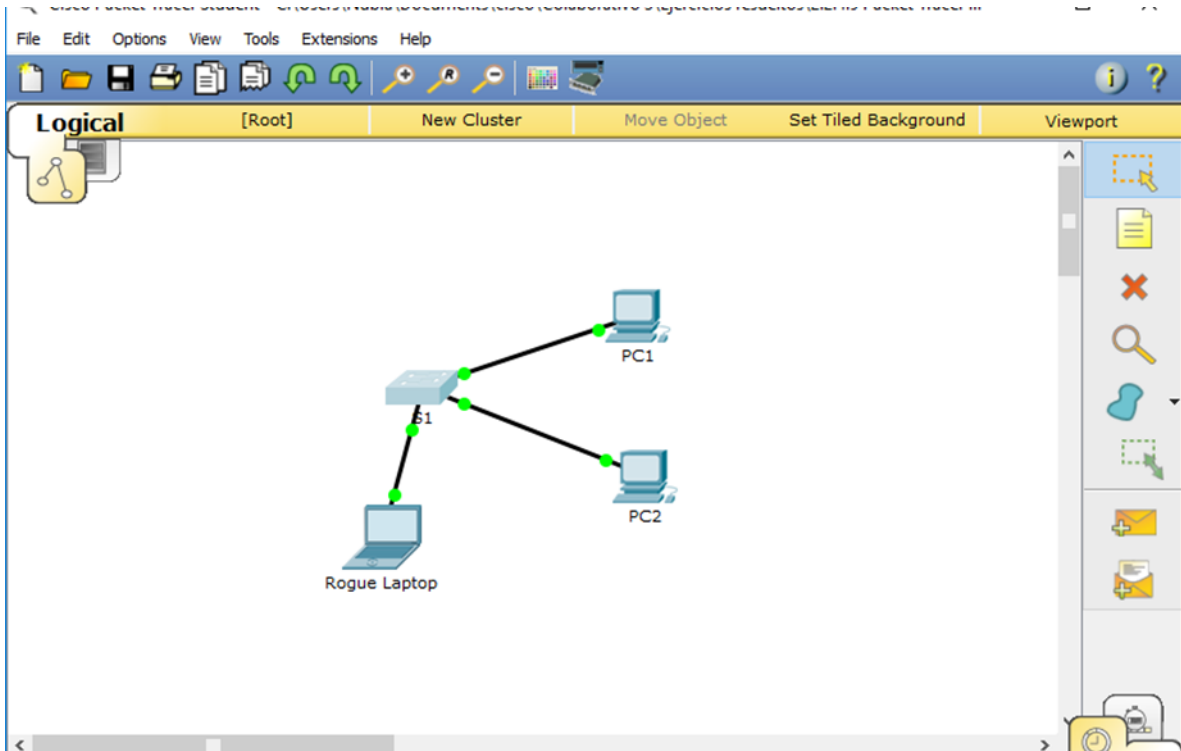 File Edit Options View Tools Extensions Help
Logical [Root] New Cluster Move Object Set Tiled Background Viewport
PC1
S1
PC2
Rogue Laptop